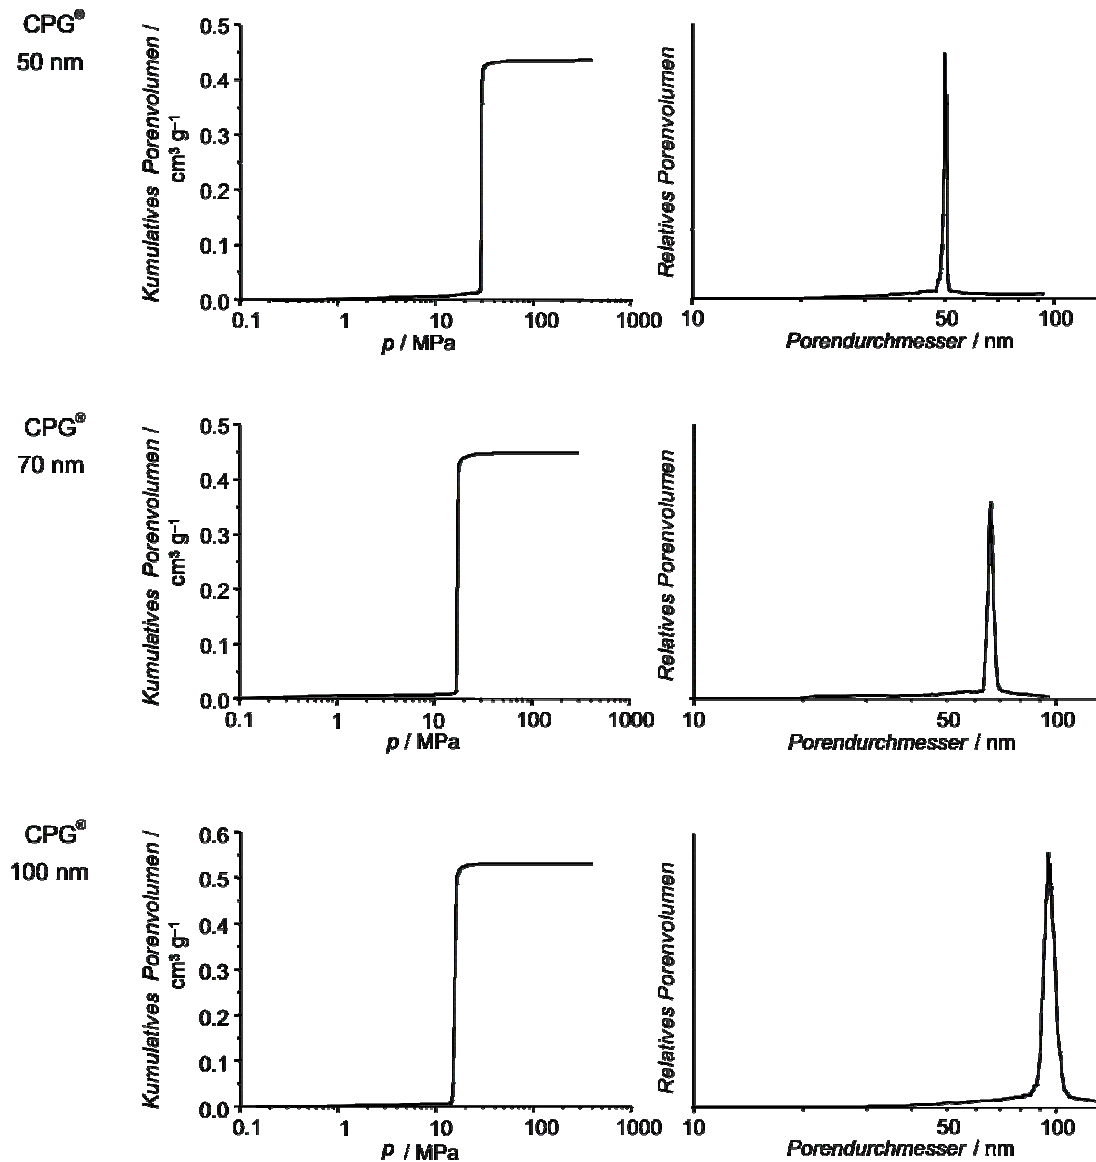 CPG®
50 nm
Kumulatives Porenvolumen /
cm³ g⁻¹
0.5
0.4
0.3
0.2
0.1
0.0
0.1 1 10 100 1000
p / MPa
Relatives Porenvolumen
10 50 100
Porendurchmesser / nm
CPG®
70 nm
Kumulatives Porenvolumen /
cm³ g⁻¹
0.5
0.4
0.3
0.2
0.1
0.0
0.1 1 10 100 1000
p / MPa
Relatives Porenvolumen
10 50 100
Porendurchmesser / nm
CPG®
100 nm
Kumulatives Porenvolumen /
cm³ g⁻¹
0.6
0.5
0.4
0.3
0.2
0.1
0.0
0.1 1 10 100 1000
p / MPa
Relatives Porenvolumen
10 50 100
Porendurchmesser / nm